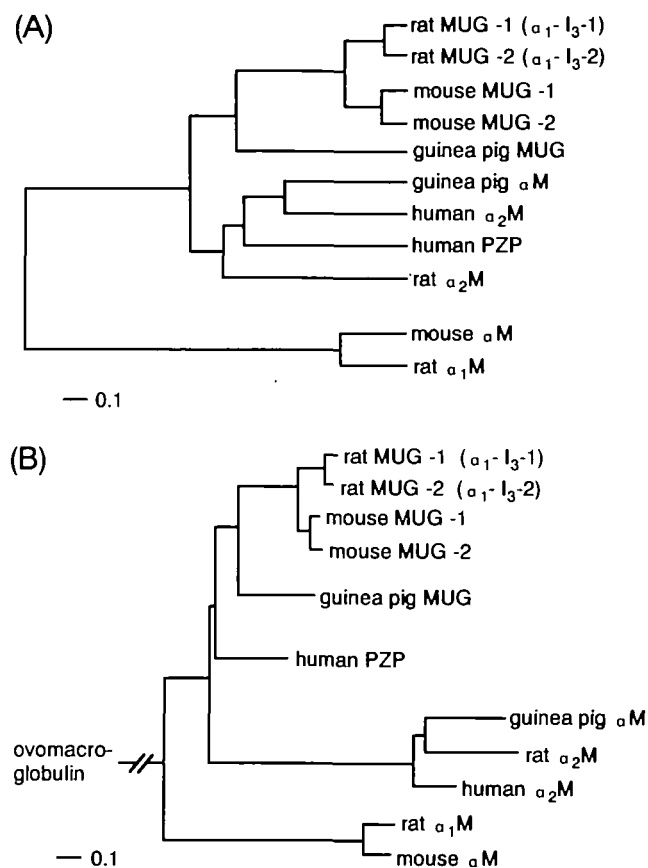 (A)
rat MUG -1 (α₁- I₃-1)
rat MUG -2 (α₁- I₃-2)
mouse MUG -1
mouse MUG -2
guinea pig MUG
guinea pig αM
human α₂M
human PZP
rat α₂M
mouse αM
rat α₁M
0.1
(B)
rat MUG -1 (α₁- I₃-1)
rat MUG -2 (α₁- I₃-2)
mouse MUG -1
mouse MUG -2
guinea pig MUG
human PZP
guinea pig αM
rat α₂M
human α₂M
ovomacro-
globulin
rat α₁M
mouse αM
0.1